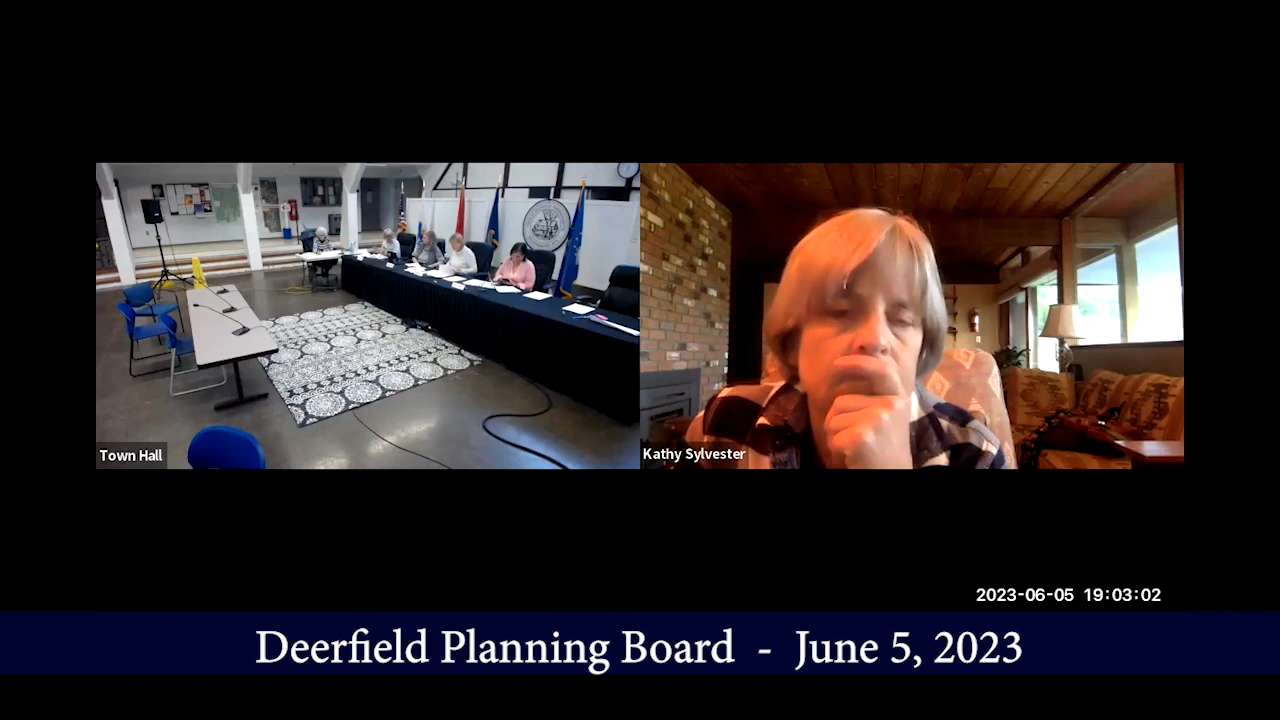 Town Hall
Kathy Sylvester
2023-06-05 19:03:02
Deerfield Planning Board - June 5, 2023